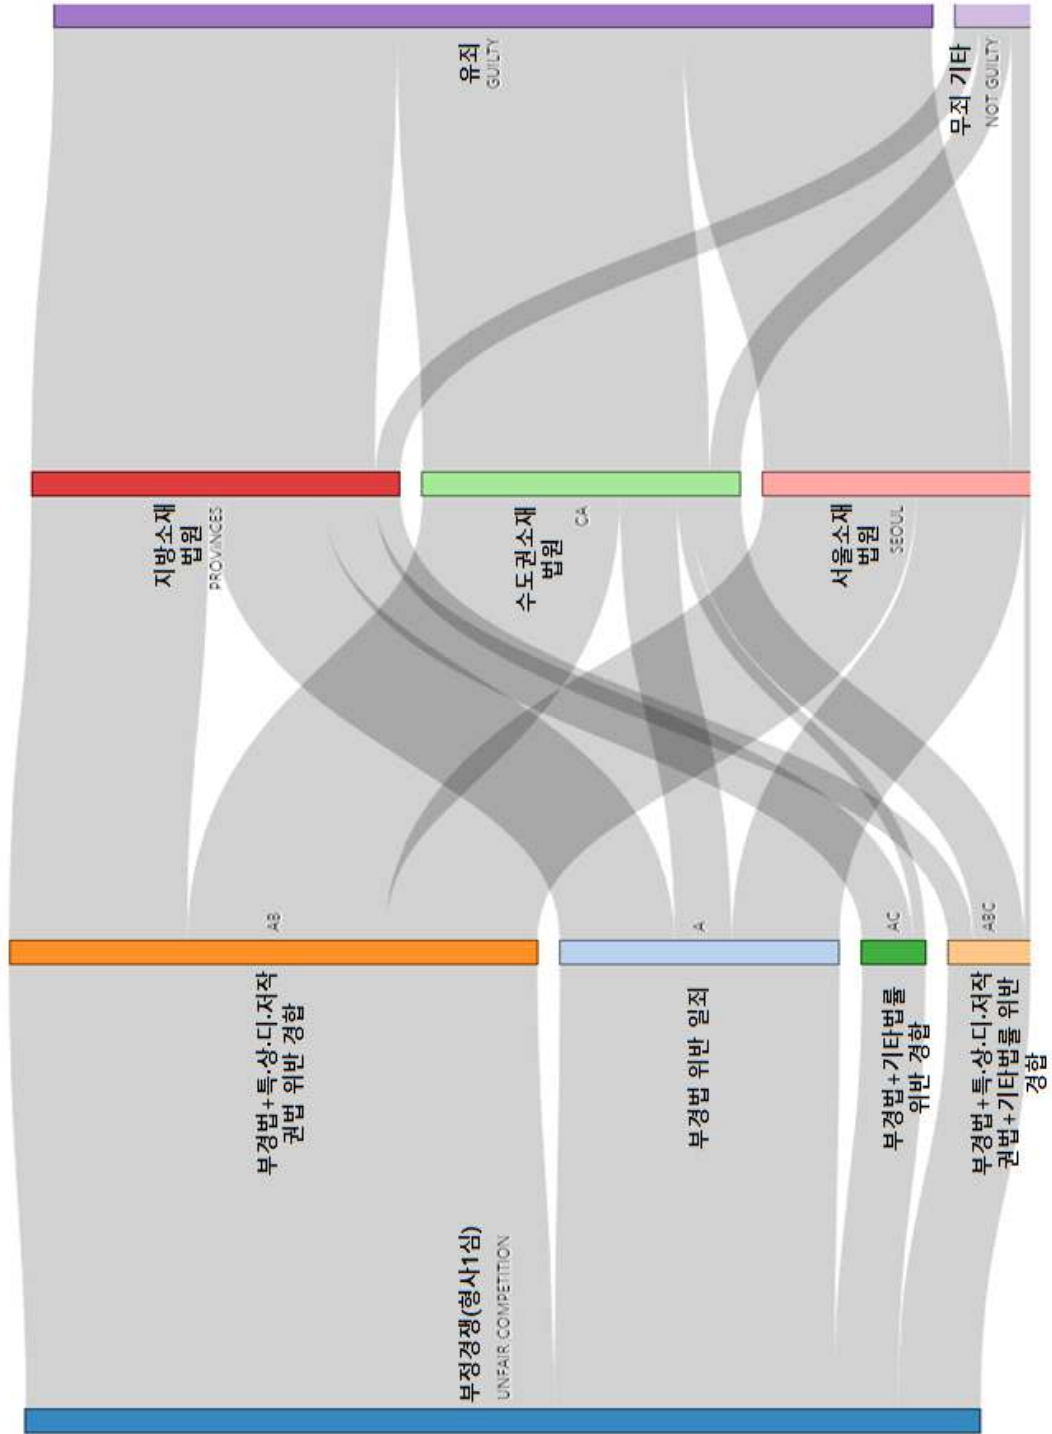 부정경쟁(형사1심)
UNFAIR COMPETITION
부경법+특·상·디·저작
권법 위반 경합
AB
부경법 위반 일죄
A
부경법+기타법률
위반 경합
AC
부경법+특·상·디·저작
권법+기타법률 위반
경합
ABC
지방소재
법원
PROVINCES
수도권소재
법원
CA
서울소재
법원
SEOUL
유죄
GUILTY
무죄 기타
NOT GUILTY